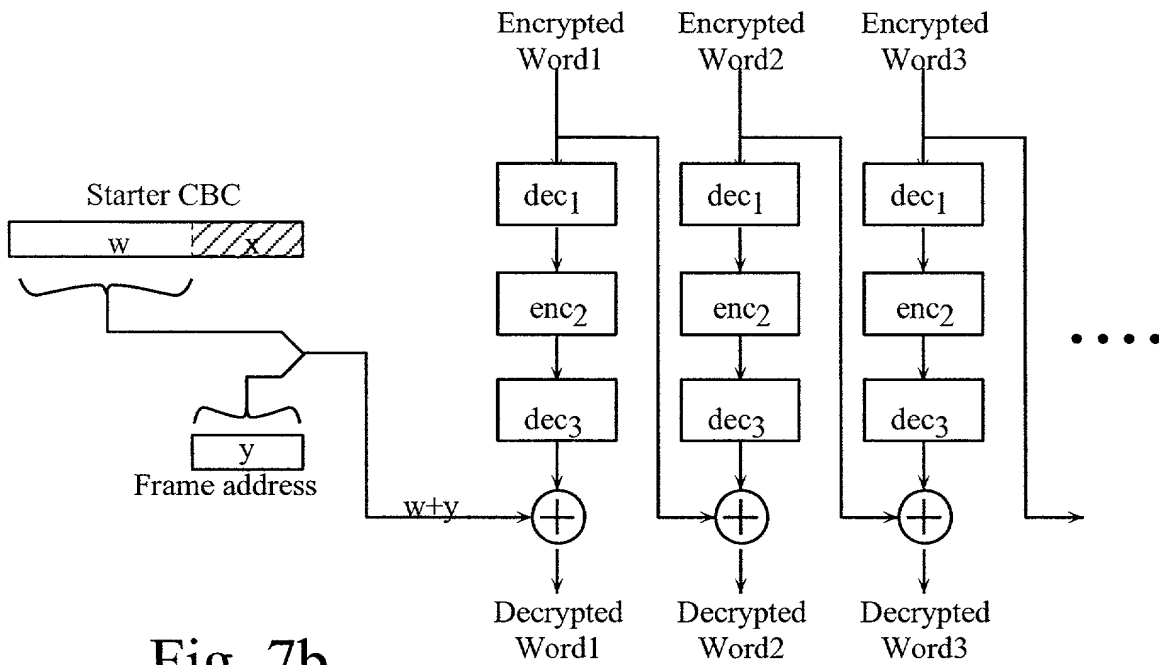 Encrypted Word1
Encrypted Word2
Encrypted Word3
Starter CBC
w
x
dec1
dec1
dec1
enc2
enc2
enc2
dec3
dec3
dec3
y
Frame address
w+y
Decrypted Word1
Decrypted Word2
Decrypted Word3
Fig. 7b